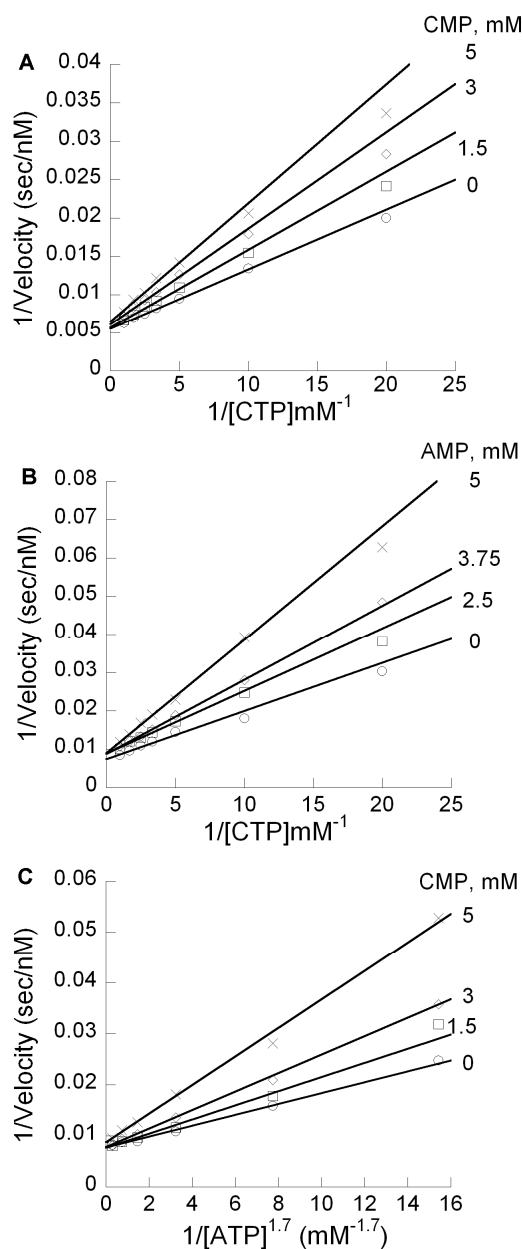 A
CMP, mM
5
3
1.5
0
0.04
0.035
0.03
0.025
0.02
0.015
0.01
0.005
0
0 5 10 15 20 25
1/Velocity (sec/nM)
1/[CTP]mM⁻¹
B
AMP, mM
5
3.75
2.5
0
0.08
0.07
0.06
0.05
0.04
0.03
0.02
0.01
0
0 5 10 15 20 25
1/Velocity (sec/nM)
1/[CTP]mM⁻¹
C
CMP, mM
5
3
1.5
0
0.06
0.05
0.04
0.03
0.02
0.01
0
0 2 4 6 8 10 12 14 16
1/Velocity (sec/nM)
1/[ATP]¹·⁷ (mM⁻¹·⁷)